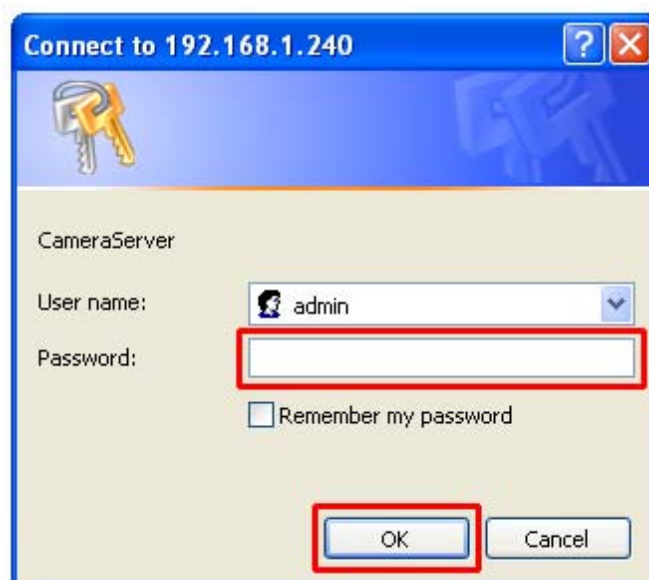 Connect to 192.168.1.240
CameraServer
User name: admin
Password:
Remember my password
OK Cancel